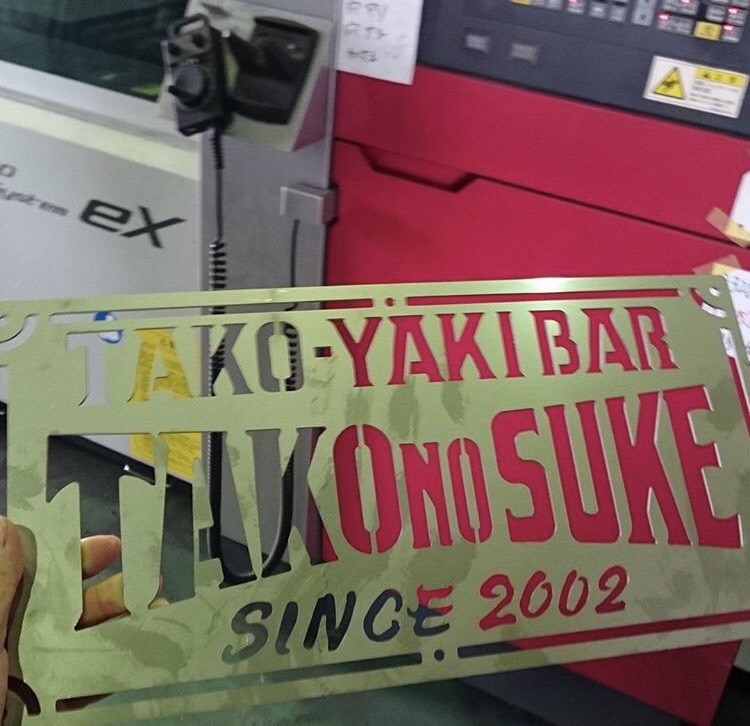 eX
TAKO-YAKI BAR
TAKONOSUKE
SINCE 2002